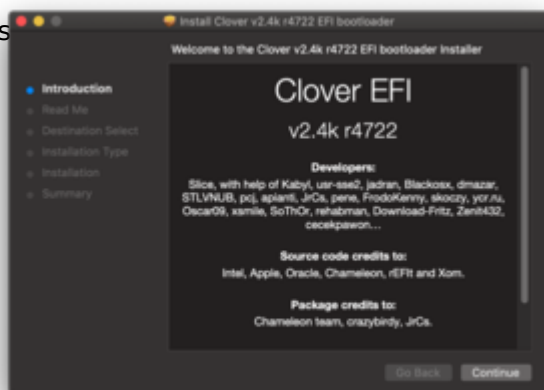 s
Install Clover v2.4k r4722 EFI bootloader
Welcome to the Clover v2.4k r4722 EFI bootloader Installer
Introduction
Read Me
Destination Select
Installation Type
Installation
Summary
Clover EFI
v2.4k r4722
Developers:
Slice, with help of Kabyl, usr-sse2, jadran, Blackosx, dmazar,
STLVNUB, pcj, apianti, JrCs, pene, FrodoKenny, skoczy, ycr.ru,
Oscar09, xsmile, SoThOr, rehabman, Download-Fritz, Zenit432,
cecekpawon...
Source code credits to:
Intel, Apple, Oracle, Chameleon, rEFIt and Xom.
Package credits to:
Chameleon team, crazybirdy, JrCs.
Go Back
Continue